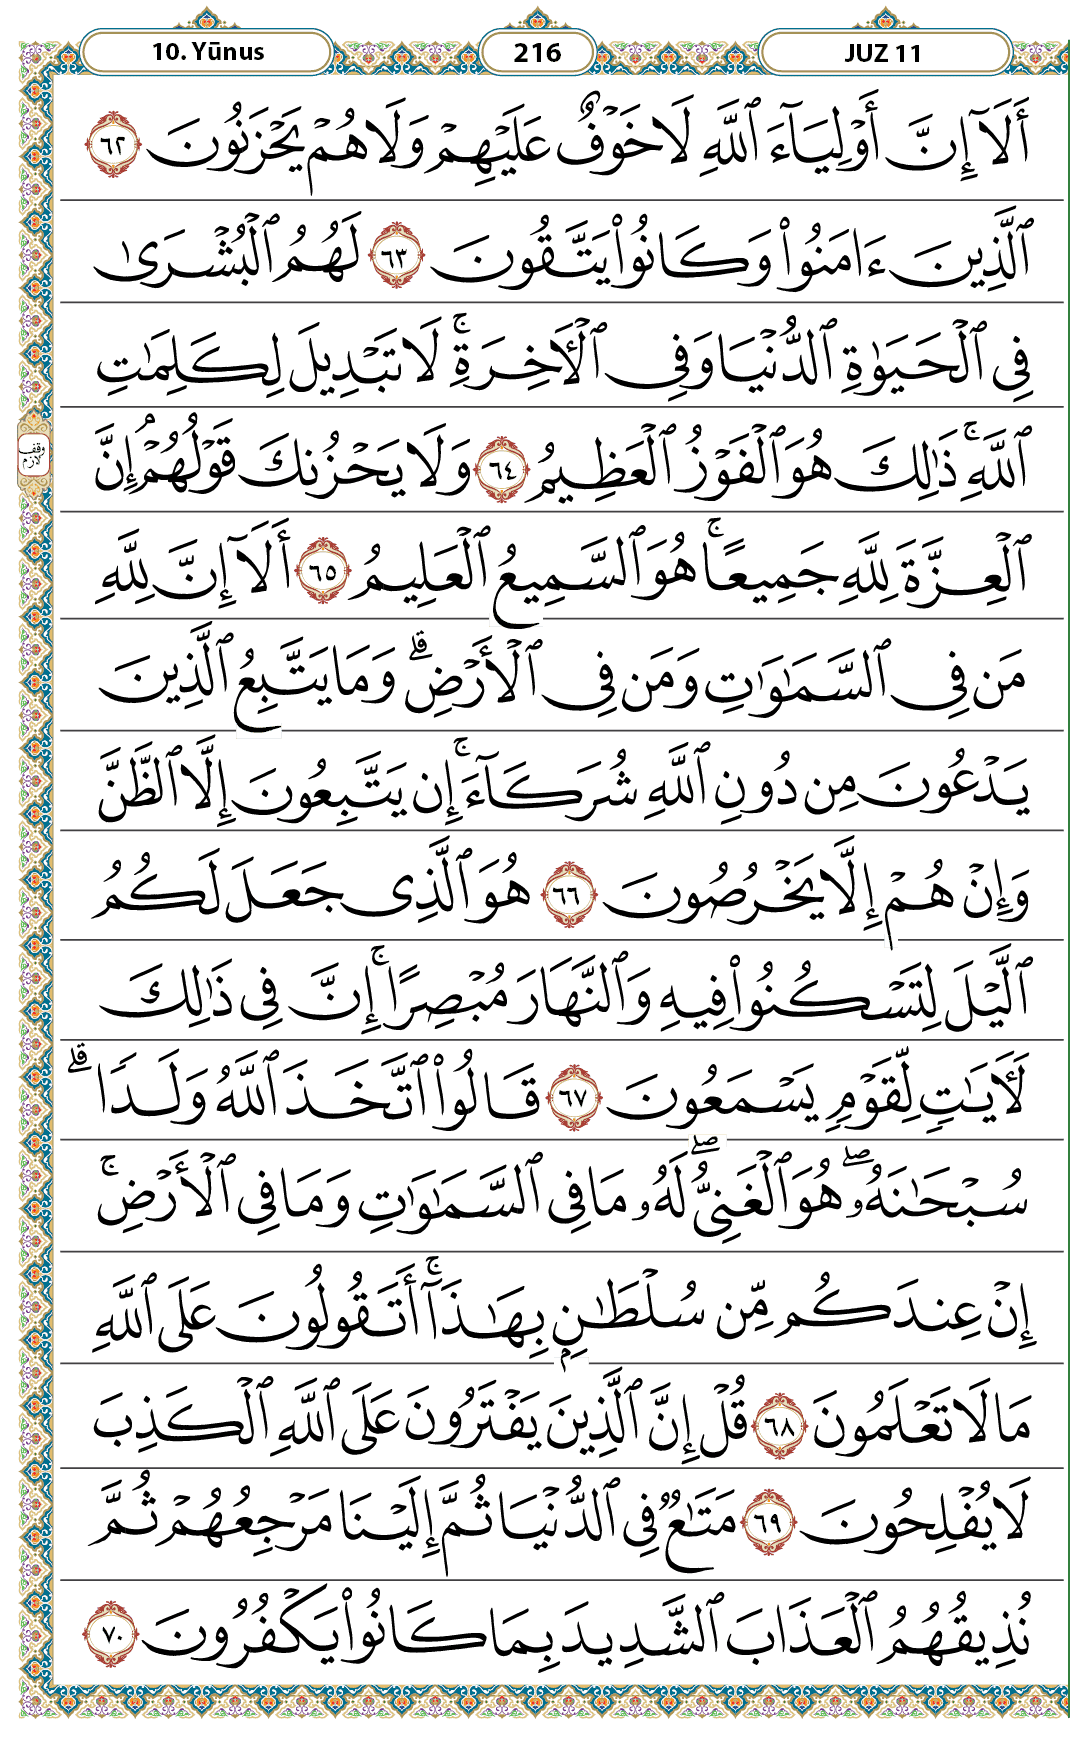 10. Yūnus
216
JUZ 11
أَلَآ إِنَّ أَوْلِيَآءَ ٱللَّهِ لَا خَوْفٌ عَلَيْهِمْ وَلَا هُمْ يَحْزَنُونَ ٦٢
ٱلَّذِينَ ءَامَنُوا۟ وَكَانُوا۟ يَتَّقُونَ ٦٣ لَهُمُ ٱلْبُشْرَىٰ
فِى ٱلْحَيَوٰةِ ٱلدُّنْيَا وَفِى ٱلْأَخِرَةِ ۚ لَا تَبْدِيلَ لِكَلِمَٰتِ
وقف لازم
ٱللَّهِ ۚ ذَٰلِكَ هُوَ ٱلْفَوْزُ ٱلْعَظِيمُ ٦٤ وَلَا يَحْزُنكَ قَوْلُهُمْ ۘ إِنَّ
ٱلْعِزَّةَ لِلَّهِ جَمِيعًا ۚ هُوَ ٱلسَّمِيعُ ٱلْعَلِيمُ ٦٥ أَلَآ إِنَّ لِلَّهِ
مَن فِى ٱلسَّمَٰوَٰتِ وَمَن فِى ٱلْأَرْضِ ۗ وَمَا يَتَّبِعُ ٱلَّذِينَ
يَدْعُونَ مِن دُونِ ٱللَّهِ شُرَكَآءَ ۚ إِن يَتَّبِعُونَ إِلَّا ٱلظَّنَّ
وَإِنْ هُمْ إِلَّا يَخْرُصُونَ ٦٦ هُوَ ٱلَّذِى جَعَلَ لَكُمُ
ٱلَّيْلَ لِتَسْكُنُوا۟ فِيهِ وَٱلنَّهَارَ مُبْصِرًا ۚ إِنَّ فِى ذَٰلِكَ
لَأَيَٰتٍ لِّقَوْمٍ يَسْمَعُونَ ٦٧ قَالُوا۟ ٱتَّخَذَ ٱللَّهُ وَلَدًا ۗ
سُبْحَٰنَهُۥ ۖ هُوَ ٱلْغَنِىُّ ۖ لَهُۥ مَا فِى ٱلسَّمَٰوَٰتِ وَمَا فِى ٱلْأَرْضِ ۚ
إِنْ عِندَكُم مِّن سُلْطَٰنٍۭ بِهَٰذَآ ۚ أَتَقُولُونَ عَلَى ٱللَّهِ
مَا لَا تَعْلَمُونَ ٦٨ قُلْ إِنَّ ٱلَّذِينَ يَفْتَرُونَ عَلَى ٱللَّهِ ٱلْكَذِبَ
لَا يُفْلِحُونَ ٦٩ مَتَٰعٌ فِى ٱلدُّنْيَا ثُمَّ إِلَيْنَا مَرْجِعُهُمْ ثُمَّ
نُذِيقُهُمُ ٱلْعَذَابَ ٱلشَّدِيدَ بِمَا كَانُوا۟ يَكْفُرُونَ ٧٠